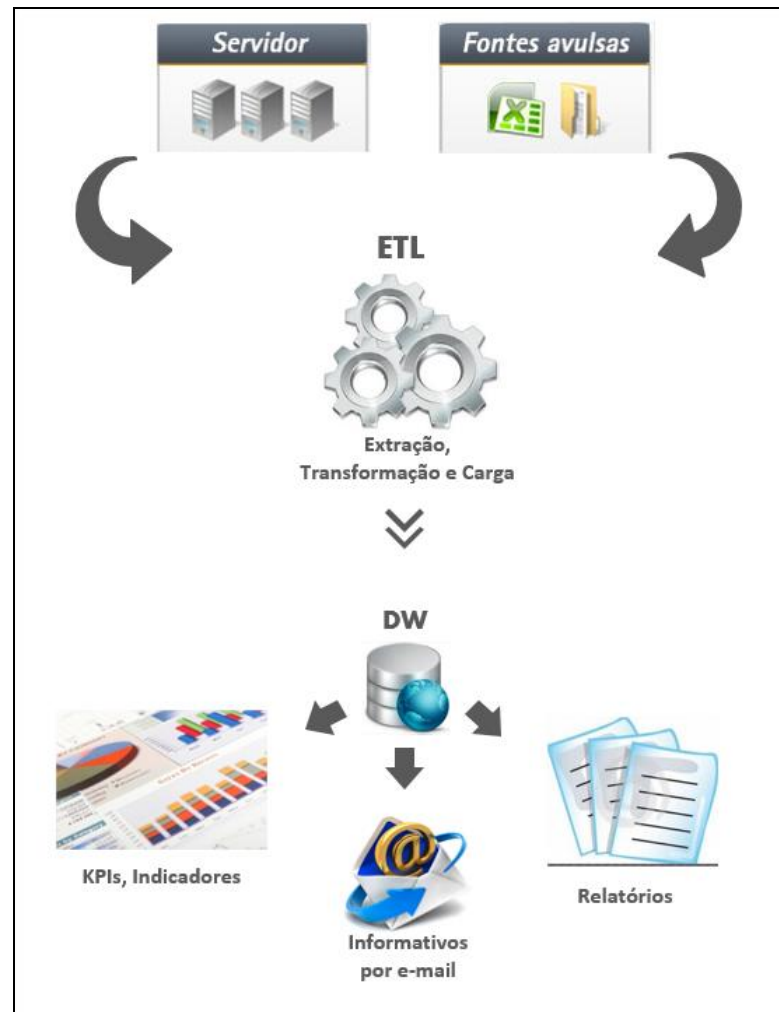 Servidor
Fontes avulsas
ETL
Extração,
Transformação e Carga
DW
KPIs, Indicadores
Informativos
por e-mail
Relatórios